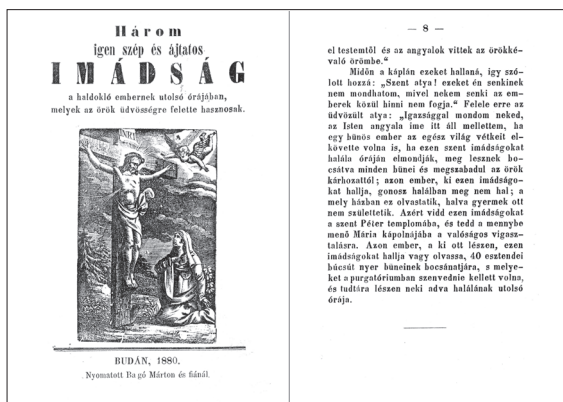 Három
igen szép és ájtatos
IMÁDSÁG
a haldokló embernek utolsó órájában,
melyek az örök üdvösségre felette hasznosak.
INRI
BUDÁN, 1880.
Nyomatott Bagó Márton és fiánál.
— 8 —
el testemtől és az angyalok vittek az örökké-
való örömbe.“
Midőn a káplán ezeket hallaná, igy szó-
lott hozzá: „Szent atya! ezeket én senkinek
nem mondhatom, mivel nekem senki az em-
berek közül hinni nem fogja.“ Felele erre az
üdvözült atya: „Igazsággal mondom neked,
az Isten angyala ime itt áll mellettem, ha
egy bünös ember az egész világ vétkeit el-
követte volna is, ha ezen szent imádságokat
halála óráján elmondják, meg lesznek bo-
csátva minden bünei és megszabadul az örök
kárhozattól; azon ember, ki ezen imádságo-
kat hallja, gonosz halálban meg nem hal; a
mely házban ez olvastatik, halva gyermek ott
nem születtetik. Azért vidd ezen imádságokat
a szent Péter templomába, és tedd a mennybe
menő Mária kápolnájába a valóságos vigasz-
talásra. Azon ember, a ki ott lészen, ezen
imádságokat hallja vagy olvassa, 40 esztendei
búcsút nyer büneinek bocsánatjára, s melye-
ket a purgatóriumban szenvednie kellett volna,
és tudtára lészen neki adva halálának utolsó
órája.